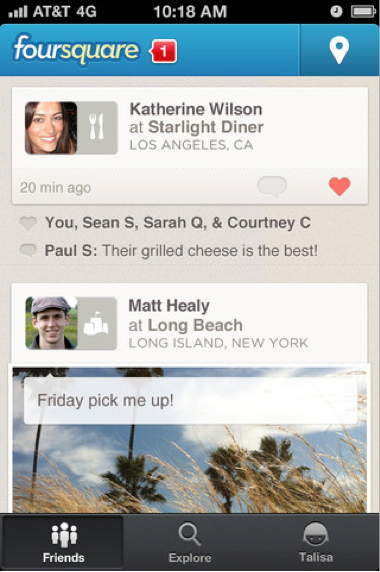 AT&T 4G 10:18 AM
foursquare 1
Katherine Wilson
at Starlight Diner
LOS ANGELES, CA
20 min ago
You, Sean S, Sarah Q, & Courtney C
Paul S: Their grilled cheese is the best!
Matt Healy
at Long Beach
LONG ISLAND, NEW YORK
Friday pick me up!
Friends Explore Talisa